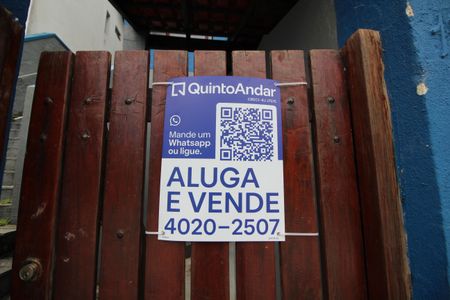 QuintoAndar
Mande um
Whatsapp
ou ligue.
ALUGA
E VENDE
4020-2507